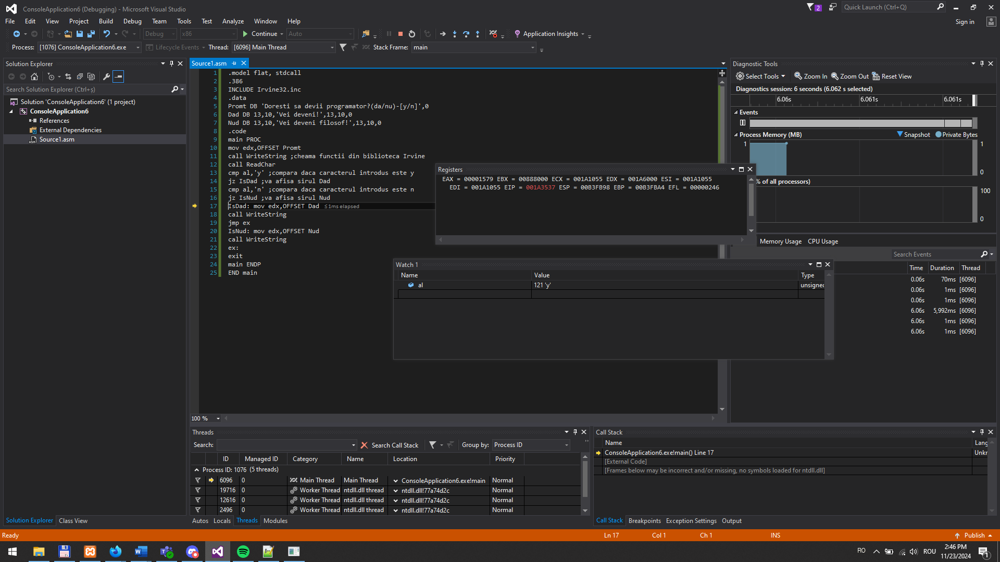 ConsoleApplication6 (Debugging) - Microsoft Visual Studio
2
Quick Launch (Ctrl+Q)
File Edit View Project Build Debug Team Tools Test Analyze Window Help
Sign in
Debug x86 Continue Auto Application Insights
Process: [1076] ConsoleApplication6.exe Lifecycle Events Thread: [6096] Main Thread Stack Frame: main
Solution Explorer
Search Solution Explorer (Ctrl+ş)
Solution 'ConsoleApplication6' (1 project)
ConsoleApplication6
References
External Dependencies
Source1.asm
Solution Explorer Class View
Source1.asm
1 .model flat, stdcall
2 .386
3 INCLUDE Irvine32.inc
4 .data
5 Promt DB 'Doresti sa devii programator?(da/nu)-[y/n]',0
6 Dad DB 13,10,'Vei deveni!',13,10,0
7 Nud DB 13,10,'Vei deveni filosof!',13,10,0
8 .code
9 main PROC
10 mov edx,OFFSET Promt
11 call WriteString ;cheama functii din biblioteca Irvine
12 call ReadChar
13 cmp al,'y' ;compara daca caracterul introdus este y
14 jz IsDad ;va afisa sirul Dad
15 cmp al,'n' ;compara daca caracterul introdus este n
16 jz IsNud ;va afisa sirul Nud
17 IsDad: mov edx,OFFSET Dad ≤1ms elapsed
18 call WriteString
19 jmp ex
20 IsNud: mov edx,OFFSET Nud
21 call WriteString
22 ex:
23 exit
24 main ENDP
25 END main
100 %
Registers
EAX = 00001579 EBX = 00888000 ECX = 001A1055 EDX = 001A6000 ESI = 001A1055
EDI = 001A1055 EIP = 001A3537 ESP = 00B3FB98 EBP = 00B3FBA4 EFL = 00000246
Watch 1
Name Value Type
al 121 'y' unsigned
Diagnostic Tools
Select Tools Zoom In Zoom Out Reset View
Diagnostics session: 6 seconds (6.062 s selected)
6.06s 6.061s 6.061s
Events
Process Memory (MB) Snapshot Private Bytes
1 1
0
% of all processors)
100
0
Memory Usage CPU Usage
Search Events
Time Duration Thread
0.06s 70ms [6096]
0.06s 1ms [6096]
0.06s 1ms [6096]
6.06s 5,992ms [6096]
6.06s 1ms [6096]
6.06s 1ms [6096]
Threads
Search: Search Call Stack Group by: Process ID
ID Managed ID Category Name Location Priority
Process ID: 1076 (5 threads)
6096 0 Main Thread Main Thread ConsoleApplication6.exe!main Normal
19716 0 Worker Thread ntdll.dll thread ntdll.dll!77a74d2c Normal
12616 0 Worker Thread ntdll.dll thread ntdll.dll!77a74d2c Normal
2496 0 Worker Thread ntdll.dll thread ntdll.dll!77a74d2c Normal
Autos Locals Threads Modules
Call Stack
Name Lang
ConsoleApplication6.exe!main() Line 17 Unkr
[External Code]
[Frames below may be incorrect and/or missing, no symbols loaded for ntdll.dll]
Call Stack Breakpoints Exception Settings Output
Ready Ln 17 Col 1 Ch 1 INS Publish
RO ROU 2:46 PM
11/23/2024
1